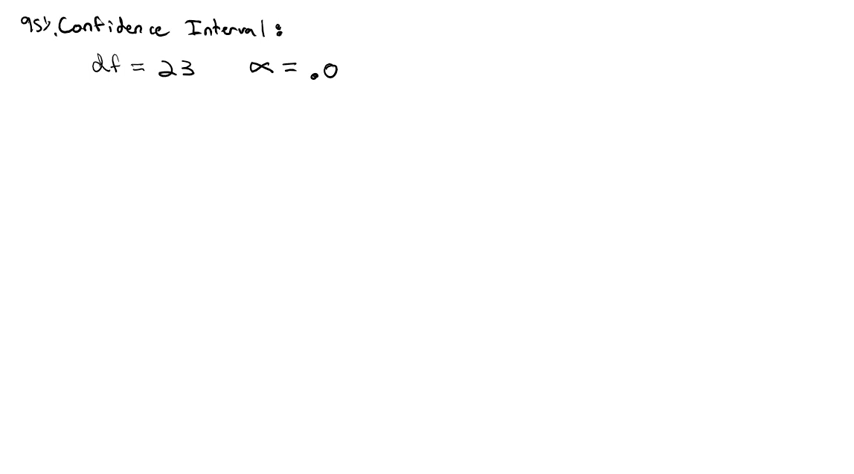 95%. Confidence Interval:
df = 23 α = .0